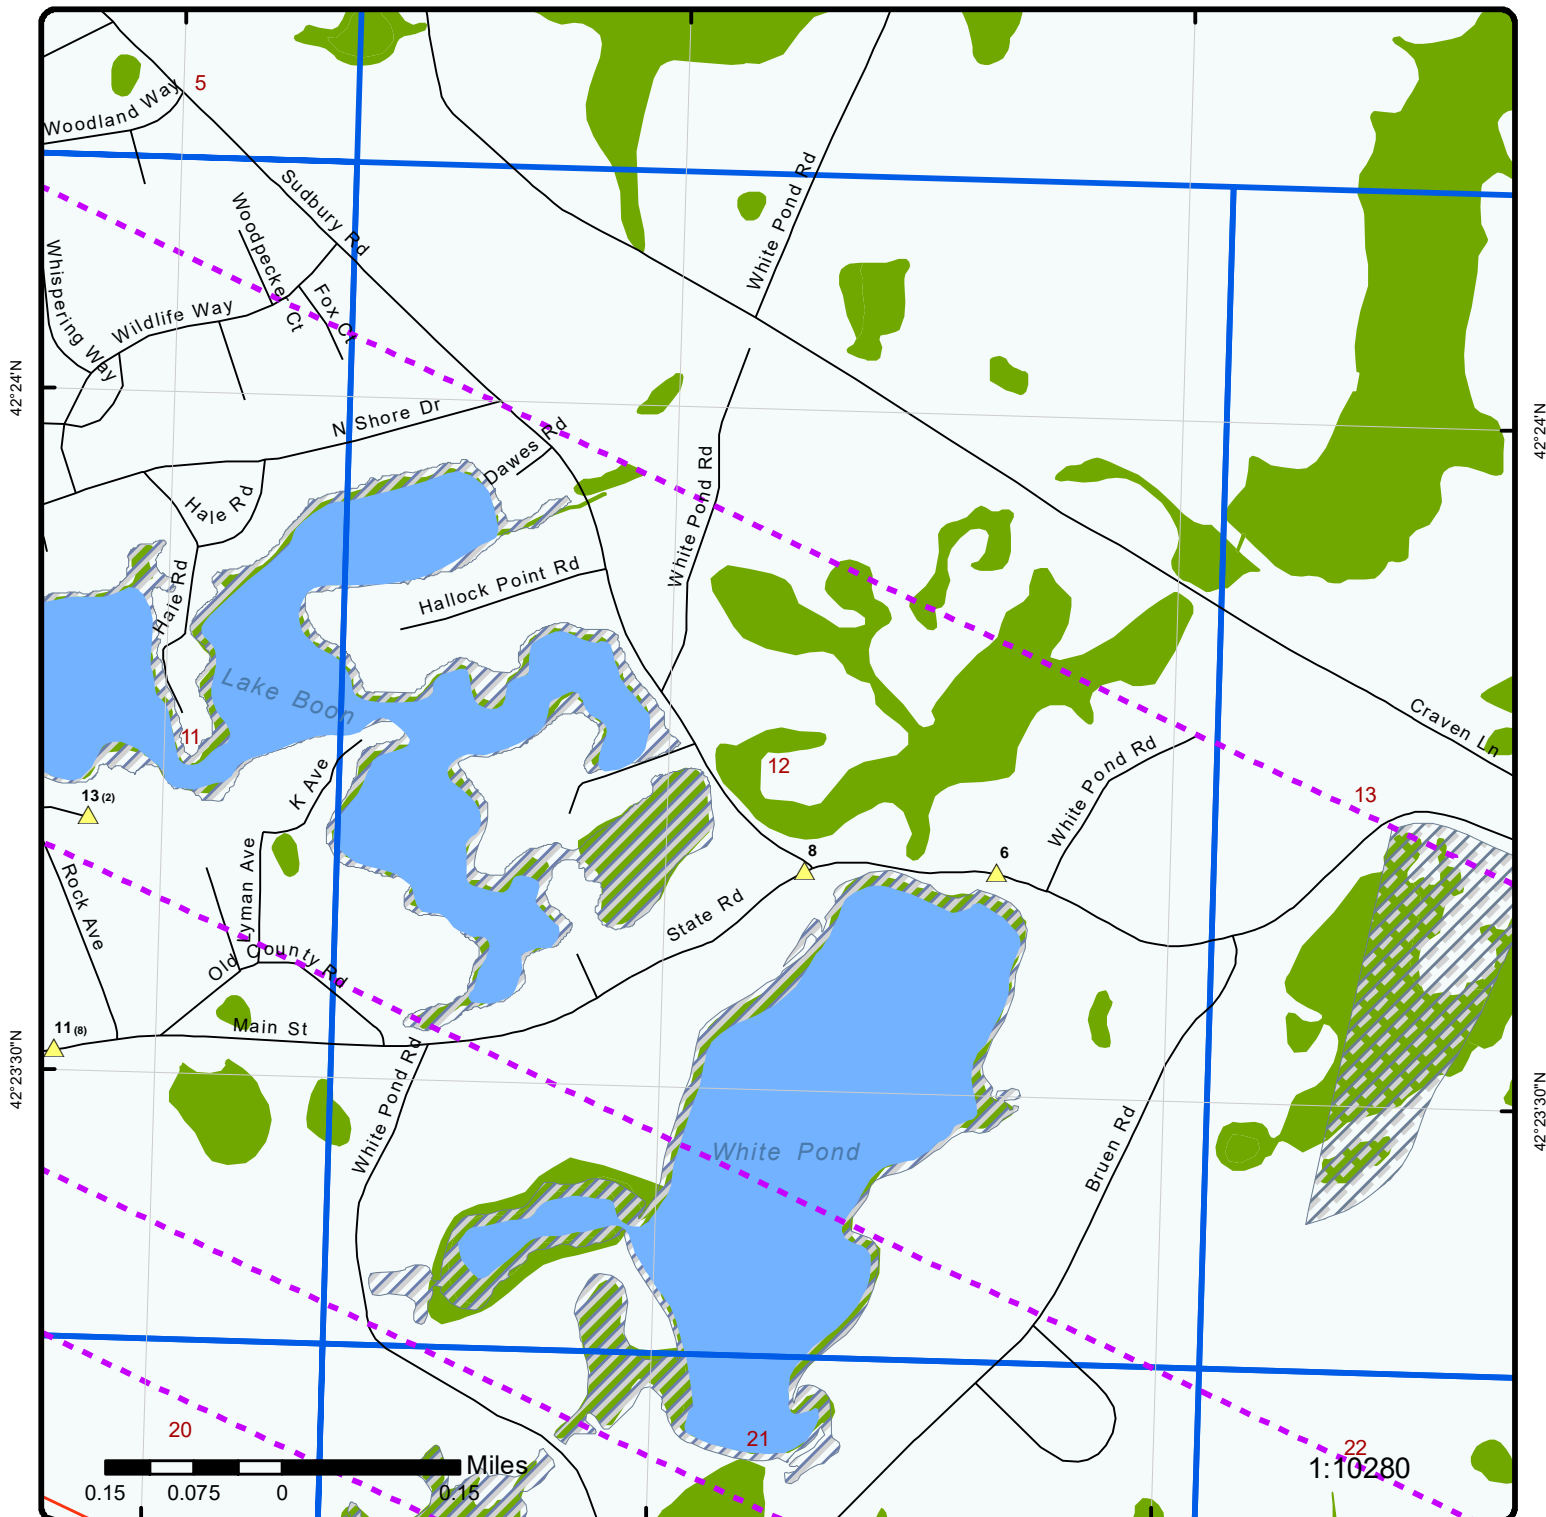 5
Woodland Way
Sudbury Rd
White Pond Rd
Woodpecker Ct
Whispering Way
Fox Ct
Wildlife Way
42°24'N
42°24'N
N Shore Dr
Dawes Rd
Hale Rd
White Pond Rd
Hallock Point Rd
Hale Rd
Lake Boon
11
Craven Ln
12
White Pond Rd
K Ave
13 (2)
13
8
6
Lyman Ave
Rock Ave
State Rd
Old County Rd
Main St
11 (8)
White Pond Rd
42°23'30"N
42°23'30"N
White Pond
Bruen Rd
20
21
22
Miles
1:10280
0.15 0.075 0 0.15